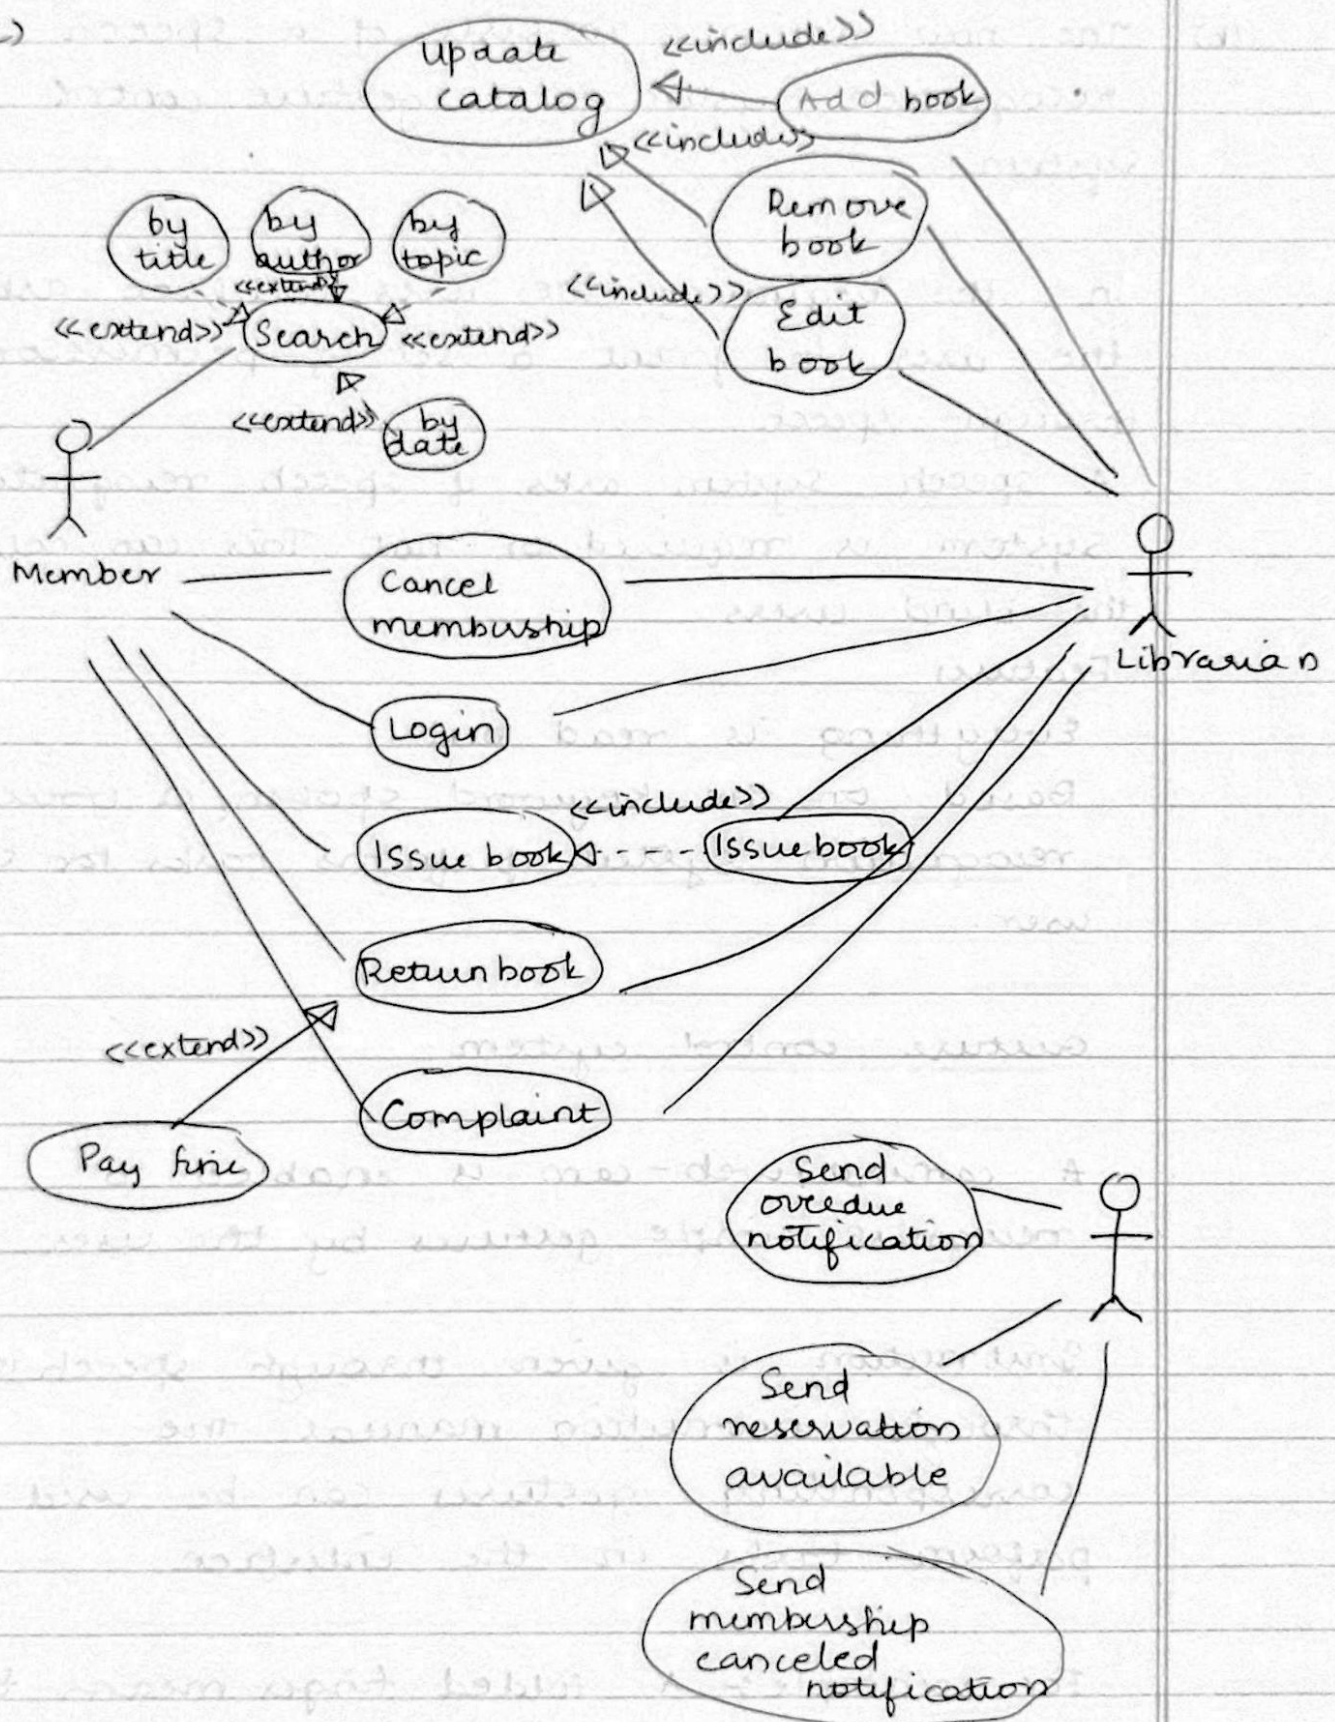 Update
catalog
<<include>>
Add book
<<include>>
Remove
book
by
title
by
author
by
topic
<<extend>>
<<include>>
Edit
book
<<extend>>
Search
<<extend>>
<<extend>>
by
date
Member
Cancel
membership
Librarian
Login
<<include>>
Issue book
Issue book
Return book
<<extend>>
Complaint
Pay fine
Send
overdue
notification
Send
reservation
available
Send
membership
canceled
notification